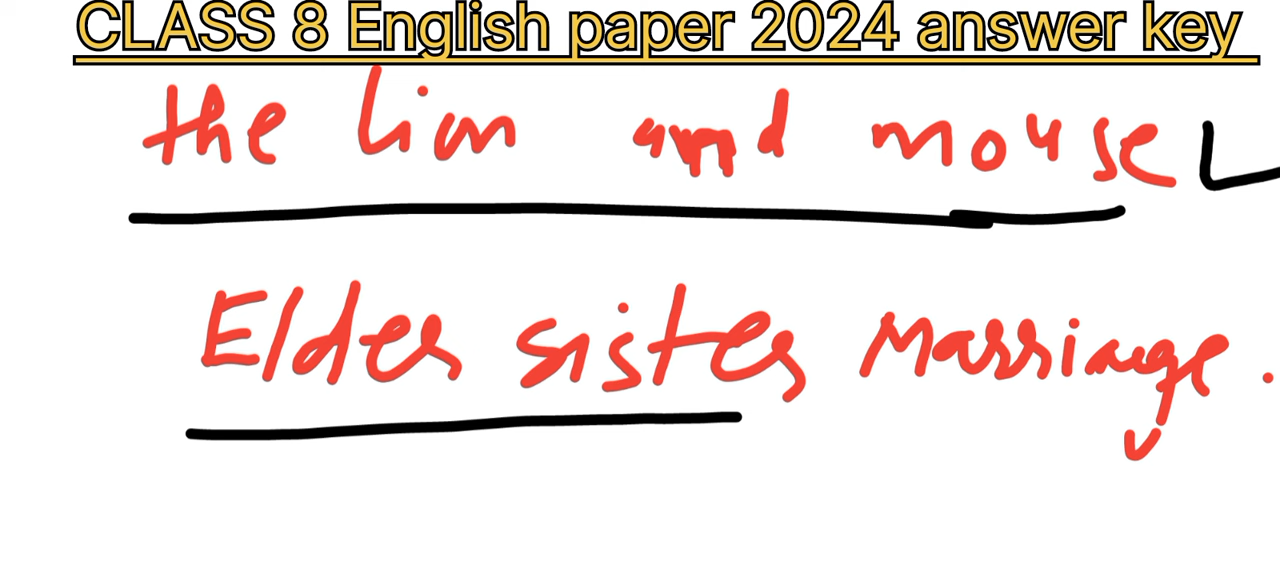 CLASS 8 English paper 2024 answer key
the lion and mouse
Elder sister Marriage.